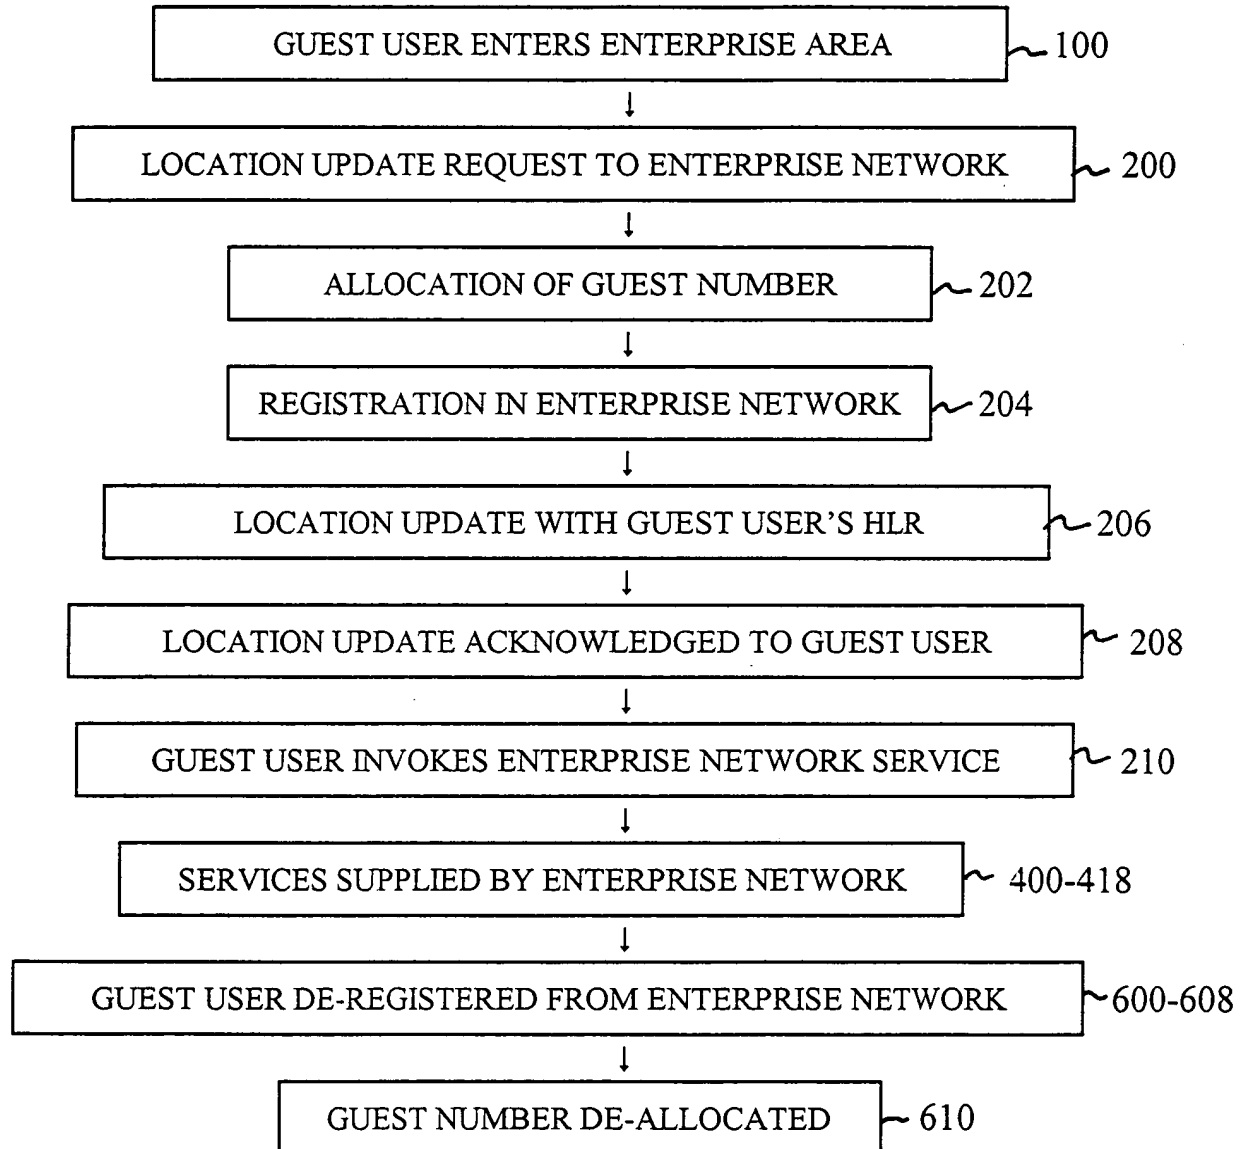 GUEST USER ENTERS ENTERPRISE AREA 100
LOCATION UPDATE REQUEST TO ENTERPRISE NETWORK 200
ALLOCATION OF GUEST NUMBER 202
REGISTRATION IN ENTERPRISE NETWORK 204
LOCATION UPDATE WITH GUEST USER'S HLR 206
LOCATION UPDATE ACKNOWLEDGED TO GUEST USER 208
GUEST USER INVOKES ENTERPRISE NETWORK SERVICE 210
SERVICES SUPPLIED BY ENTERPRISE NETWORK 400-418
GUEST USER DE-REGISTERED FROM ENTERPRISE NETWORK 600-608
GUEST NUMBER DE-ALLOCATED 610